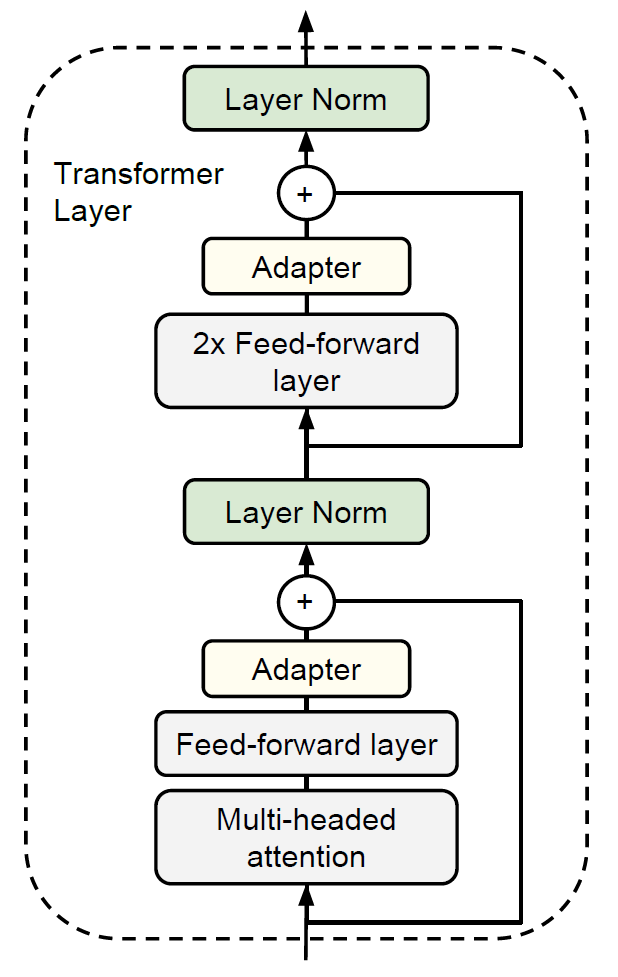 Layer Norm
Transformer
Layer
+
Adapter
2x Feed-forward
layer
Layer Norm
+
Adapter
Feed-forward layer
Multi-headed
attention